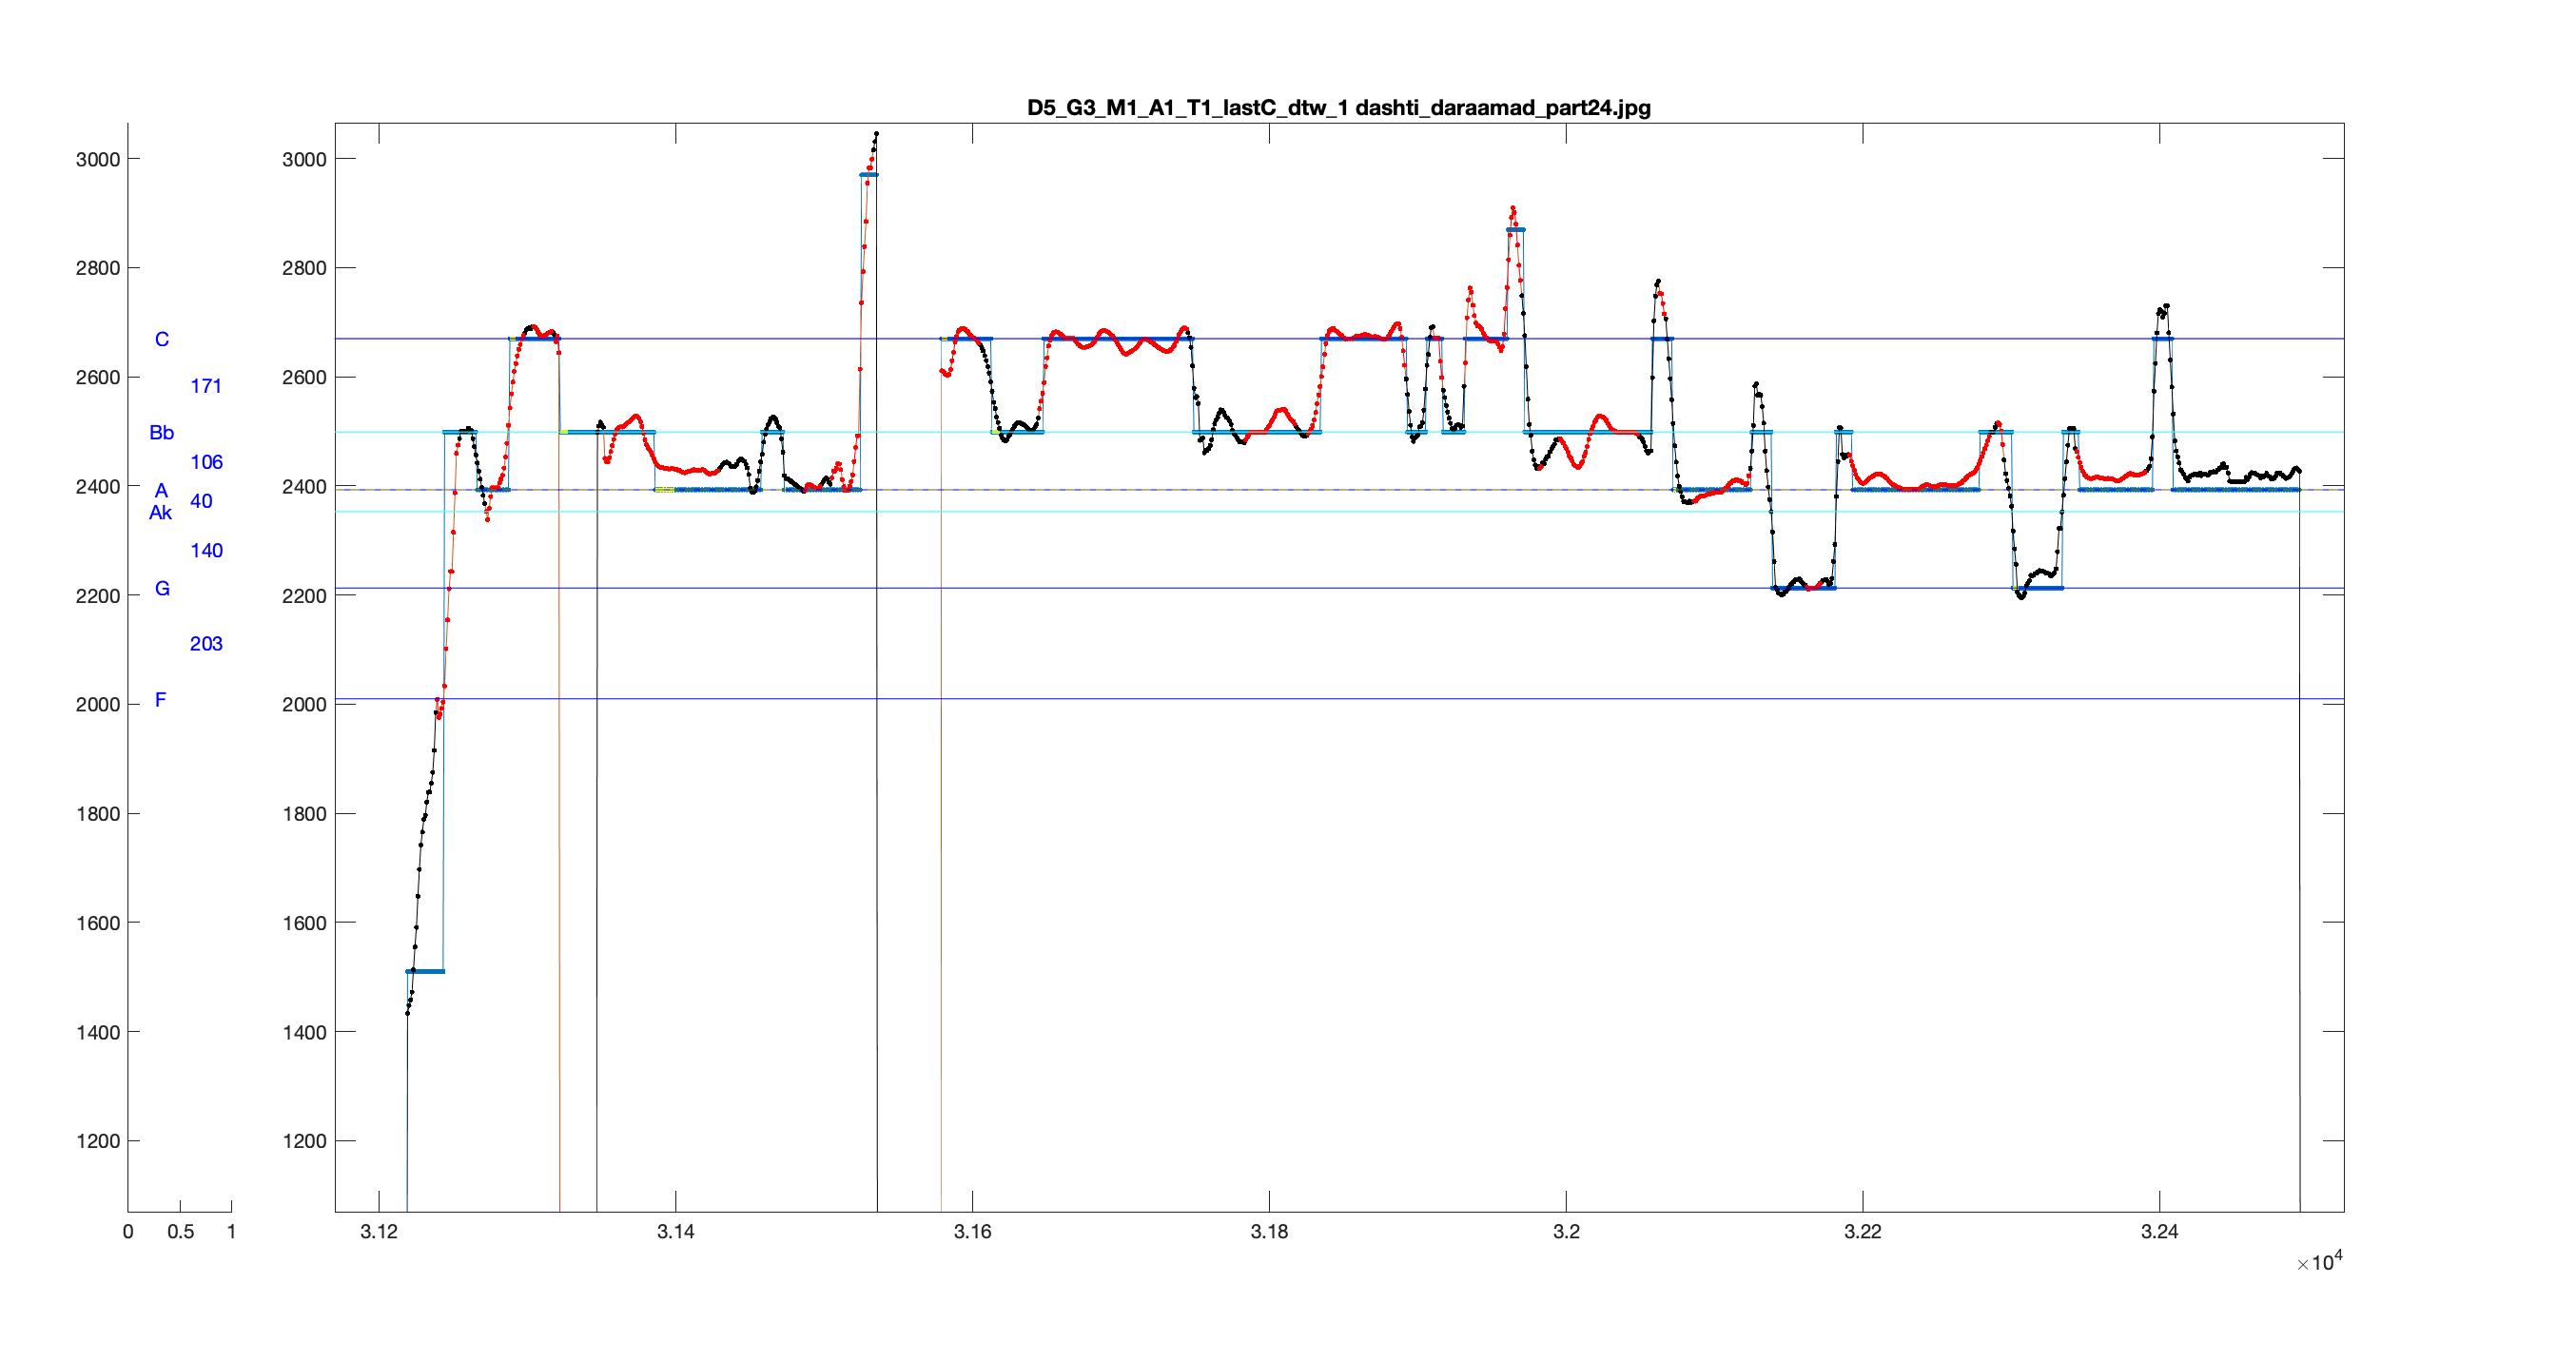 D5_G3_M1_A1_T1_lastC_dtw_1 dashti_daraamad_part24.jpg
3000 3000
2800 2800
C
2600 171 2600
Bb
106
2400 A 2400
40
Ak
140
G
2200 2200
203
2000 F 2000
1800 1800
1600 1600
1400 1400
1200 1200
0 0.5 1 3.12 3.14 3.16 3.18 3.2 3.22 3.24
×10⁴